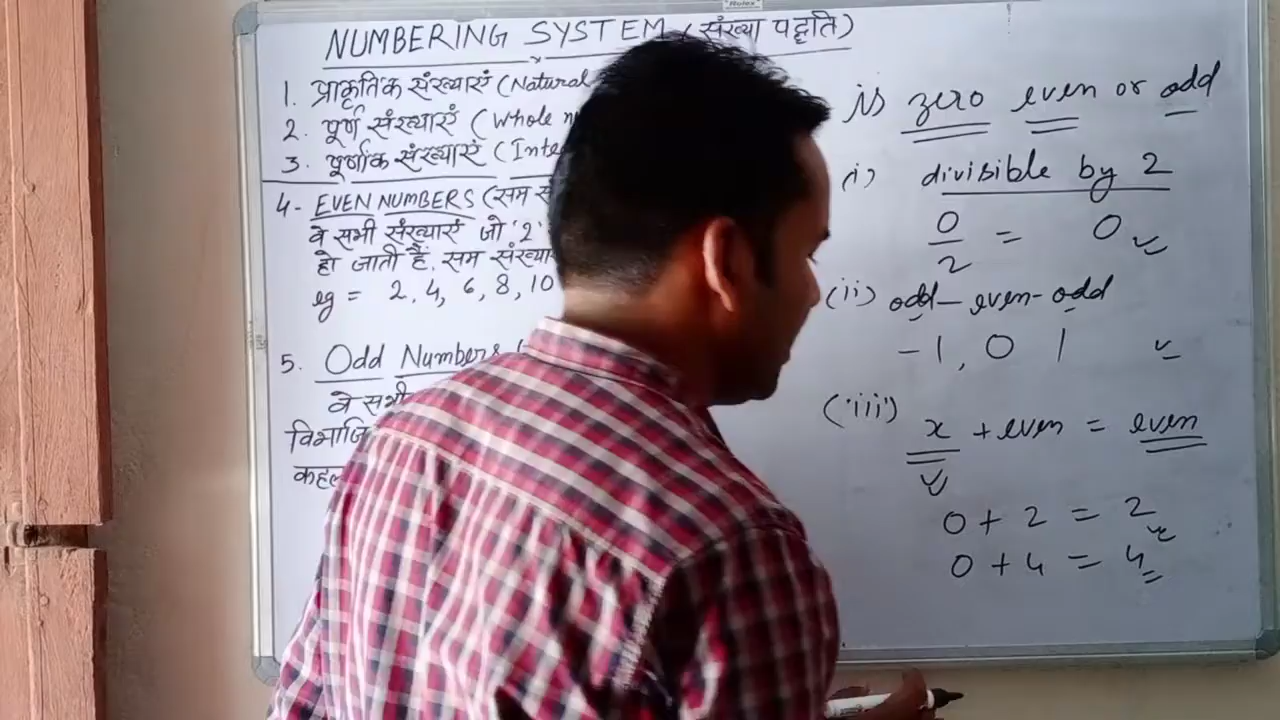 Rolex
NUMBERING SYSTEM (संख्या पद्धति)
1. प्राकृतिक संख्याएं (Natural
2. पूर्ण संख्याएं (Whole
3. पूर्णांक संख्याएं (Inte
4- EVEN NUMBERS (सम
वे सभी संख्याएं जो '2'
हो जाती हैं, सम संख्या
eg = 2, 4, 6, 8, 10
5. Odd Numbers (
वे सभी
विभाजि
कहल
is zero even or odd
(i) divisible by 2
0/2 = 0
(ii) odd - even - odd
-1, 0 1
(iii) x + even = even
0 + 2 = 2
0 + 4 = 4